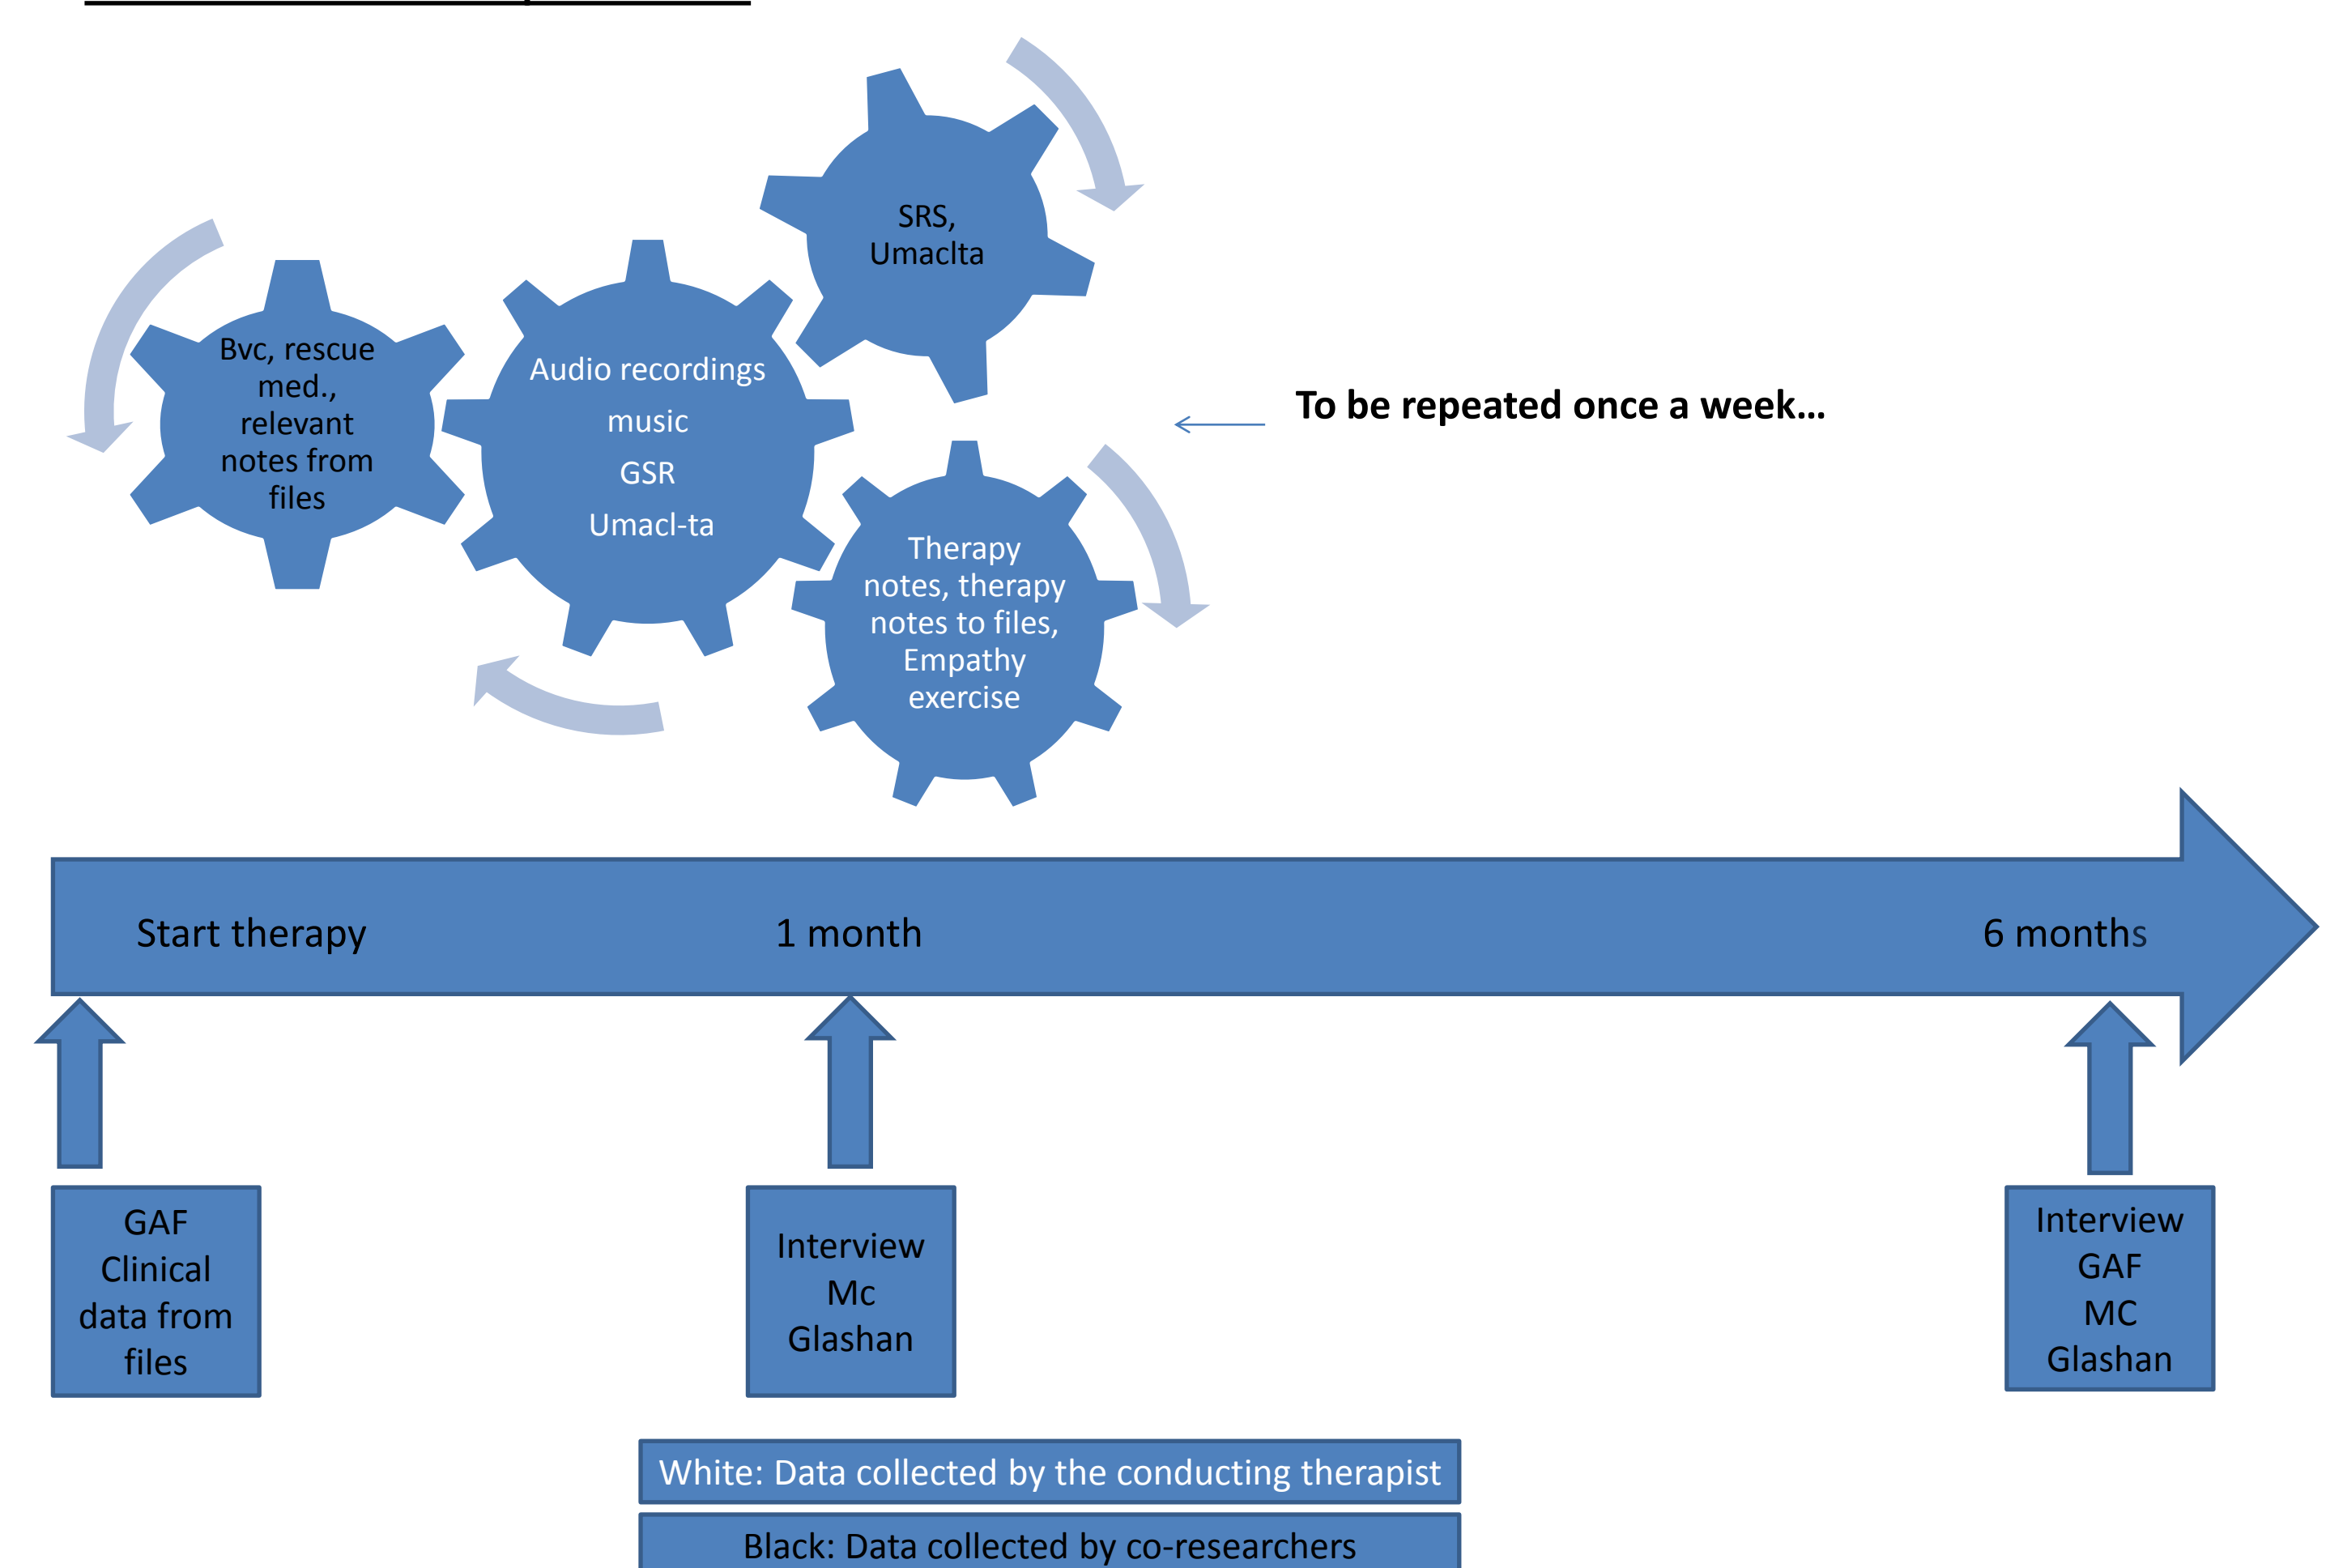 SRS,
Umaclta
Bvc, rescue
med.,
relevant
notes from
files
Audio recordings
music
GSR
Umacl-ta
To be repeated once a week...
Therapy
notes, therapy
notes to files,
Empathy
exercise
Start therapy
1 month
6 months
GAF
Clinical
data from
files
Interview
Mc
Glashan
Interview
GAF
MC
Glashan
White: Data collected by the conducting therapist
Black: Data collected by co-researchers